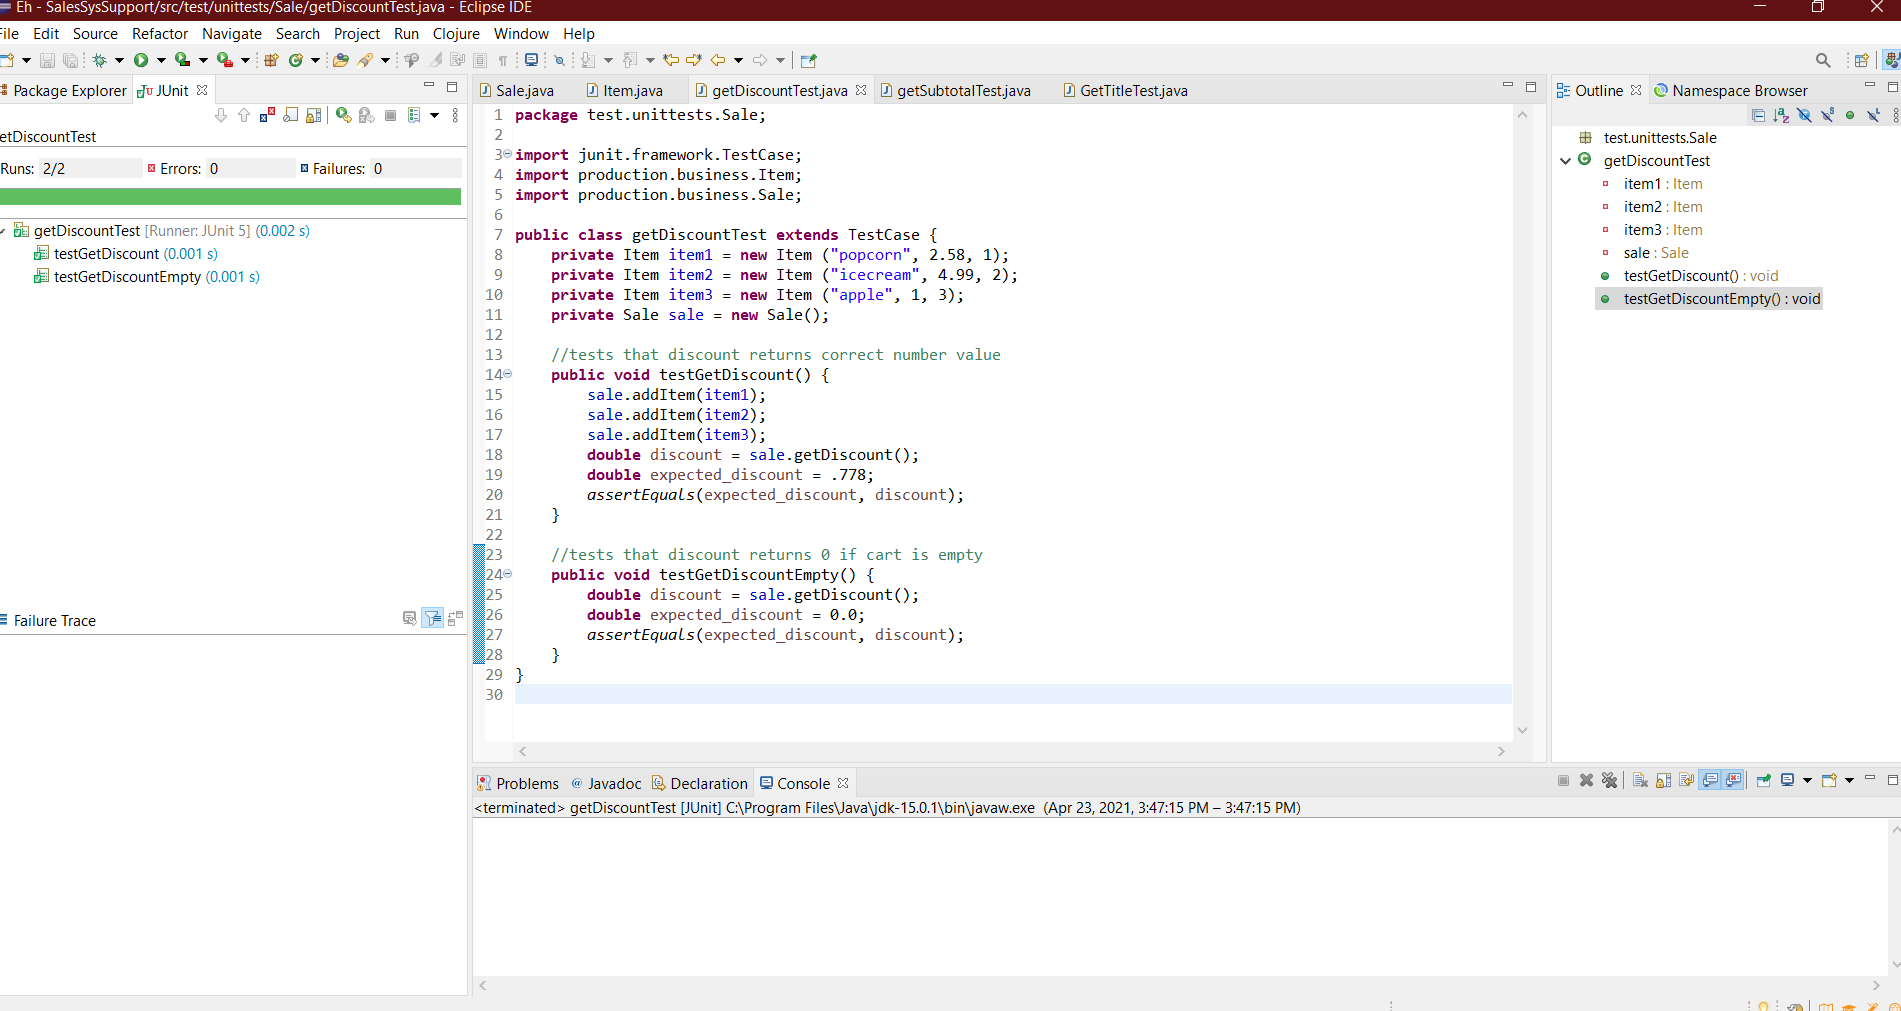 Eh - SalesSysSupport/src/test/unittests/Sale/getDiscountTest.java - Eclipse IDE
ile Edit Source Refactor Navigate Search Project Run Clojure Window Help
Package Explorer JUnit
etDiscountTest
Runs: 2/2 Errors: 0 Failures: 0
getDiscountTest [Runner: JUnit 5] (0.002 s)
testGetDiscount (0.001 s)
testGetDiscountEmpty (0.001 s)
Failure Trace
Sale.java Item.java getDiscountTest.java getSubtotalTest.java GetTitleTest.java
1 package test.unittests.Sale;
2
3 import junit.framework.TestCase;
4 import production.business.Item;
5 import production.business.Sale;
6
7 public class getDiscountTest extends TestCase {
8     private Item item1 = new Item ("popcorn", 2.58, 1);
9     private Item item2 = new Item ("icecream", 4.99, 2);
10     private Item item3 = new Item ("apple", 1, 3);
11     private Sale sale = new Sale();
12
13     //tests that discount returns correct number value
14     public void testGetDiscount() {
15         sale.addItem(item1);
16         sale.addItem(item2);
17         sale.addItem(item3);
18         double discount = sale.getDiscount();
19         double expected_discount = .778;
20         assertEquals(expected_discount, discount);
21     }
22
23     //tests that discount returns 0 if cart is empty
24     public void testGetDiscountEmpty() {
25         double discount = sale.getDiscount();
26         double expected_discount = 0.0;
27         assertEquals(expected_discount, discount);
28     }
29 }
30
Outline Namespace Browser
test.unittests.Sale
getDiscountTest
item1 : Item
item2 : Item
item3 : Item
sale : Sale
testGetDiscount() : void
testGetDiscountEmpty() : void
Problems @ Javadoc Declaration Console
<terminated> getDiscountTest [JUnit] C:\Program Files\Java\jdk-15.0.1\bin\javaw.exe (Apr 23, 2021, 3:47:15 PM – 3:47:15 PM)